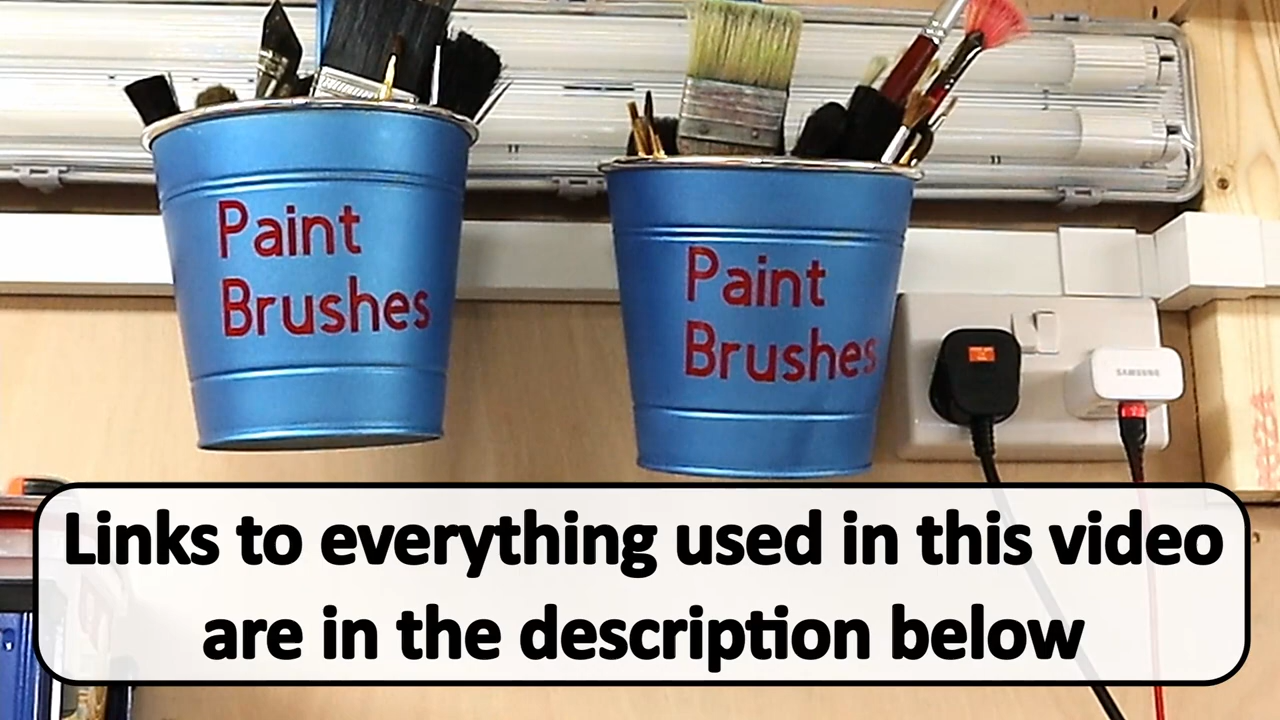 Paint
Brushes
Paint
Brushes
SAMSUNG
Links to everything used in this video
are in the description below